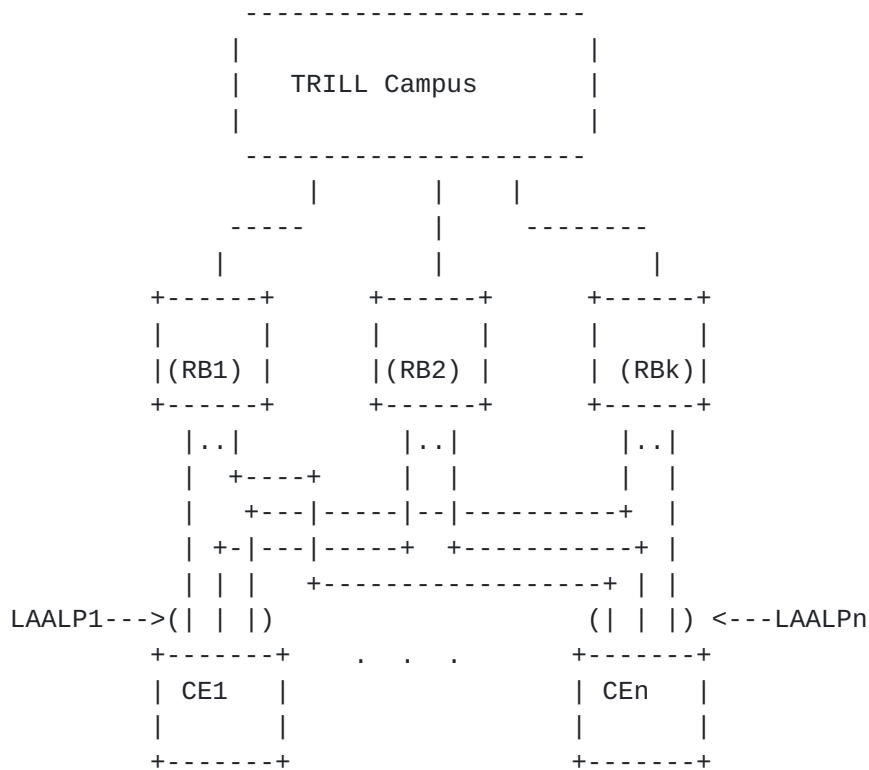 TRILL Campus
(RB1) (RB2) (RBk)
LAALP1--->(| | |) (| | |) <---LAALPn
. . .
CE1 CEn